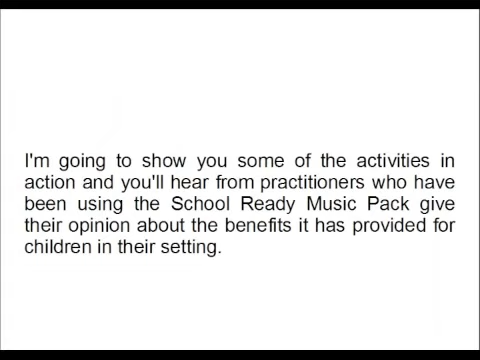 I'm going to show you some of the activities in
action and you'll hear from practitioners who have
been using the School Ready Music Pack give
their opinion about the benefits it has provided for
children in their setting.